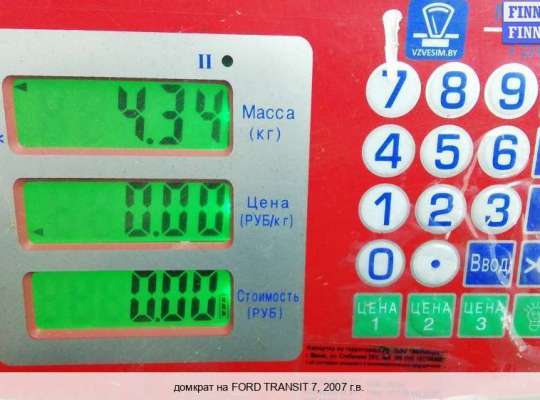 FINN
FINN
VZVESIM.BY
II
4.34
Масса
(кг)
7 8 9
4 5 6
0.00
Цена
(РУБ/кг)
1 2 3
0 . Ввод
0.00
Стоимость
(РУБ)
ЦЕНА 1
ЦЕНА 2
ЦЕНА 3
домкрат на FORD TRANSIT 7, 2007 г.в.